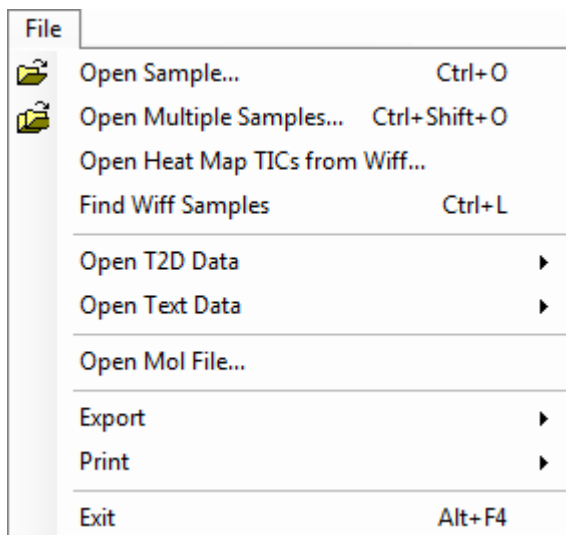 File
Open Sample... Ctrl+O
Open Multiple Samples... Ctrl+Shift+O
Open Heat Map TICs from Wiff...
Find Wiff Samples Ctrl+L
Open T2D Data
Open Text Data
Open Mol File...
Export
Print
Exit Alt+F4